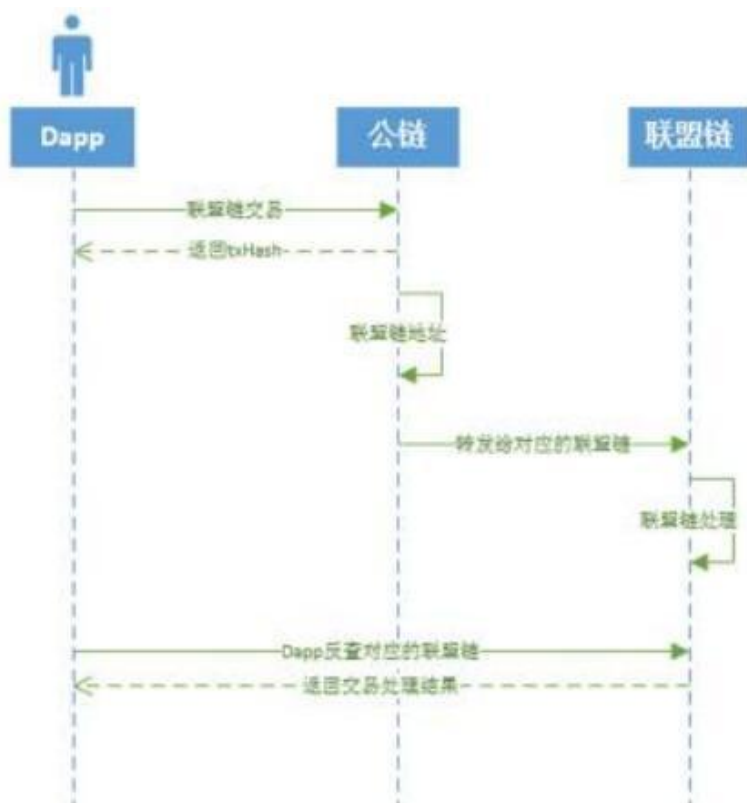 Dapp
公链
联盟链
联盟链交易
返回txHash
联盟链地址
转发给对应的联盟链
联盟链处理
Dapp反查对应的联盟链
返回交易处理结果